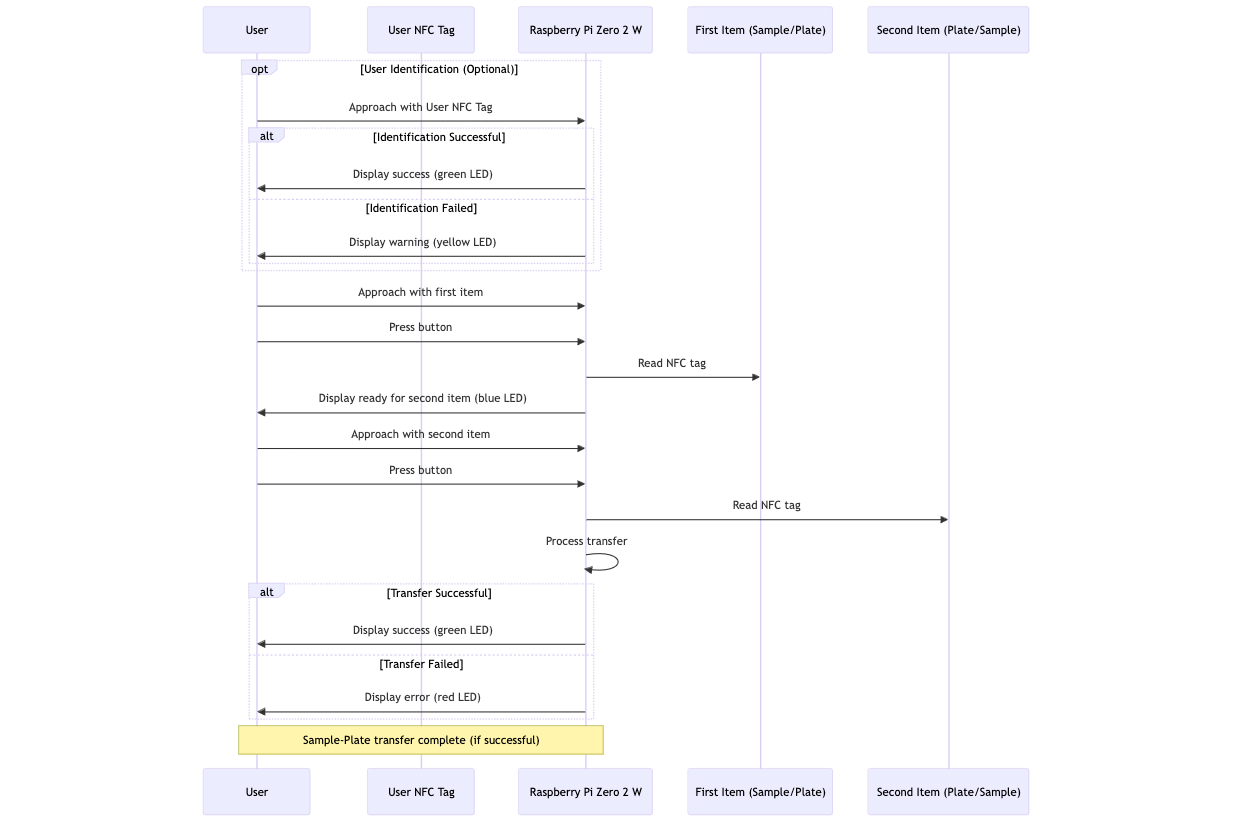 User
User NFC Tag
Raspberry Pi Zero 2 W
First Item (Sample/Plate)
Second Item (Plate/Sample)
opt
[User Identification (Optional)]
Approach with User NFC Tag
alt
[Identification Successful]
Display success (green LED)
[Identification Failed]
Display warning (yellow LED)
Approach with first item
Press button
Read NFC tag
Display ready for second item (blue LED)
Approach with second item
Press button
Read NFC tag
Process transfer
alt
[Transfer Successful]
Display success (green LED)
[Transfer Failed]
Display error (red LED)
Sample-Plate transfer complete (if successful)
User
User NFC Tag
Raspberry Pi Zero 2 W
First Item (Sample/Plate)
Second Item (Plate/Sample)